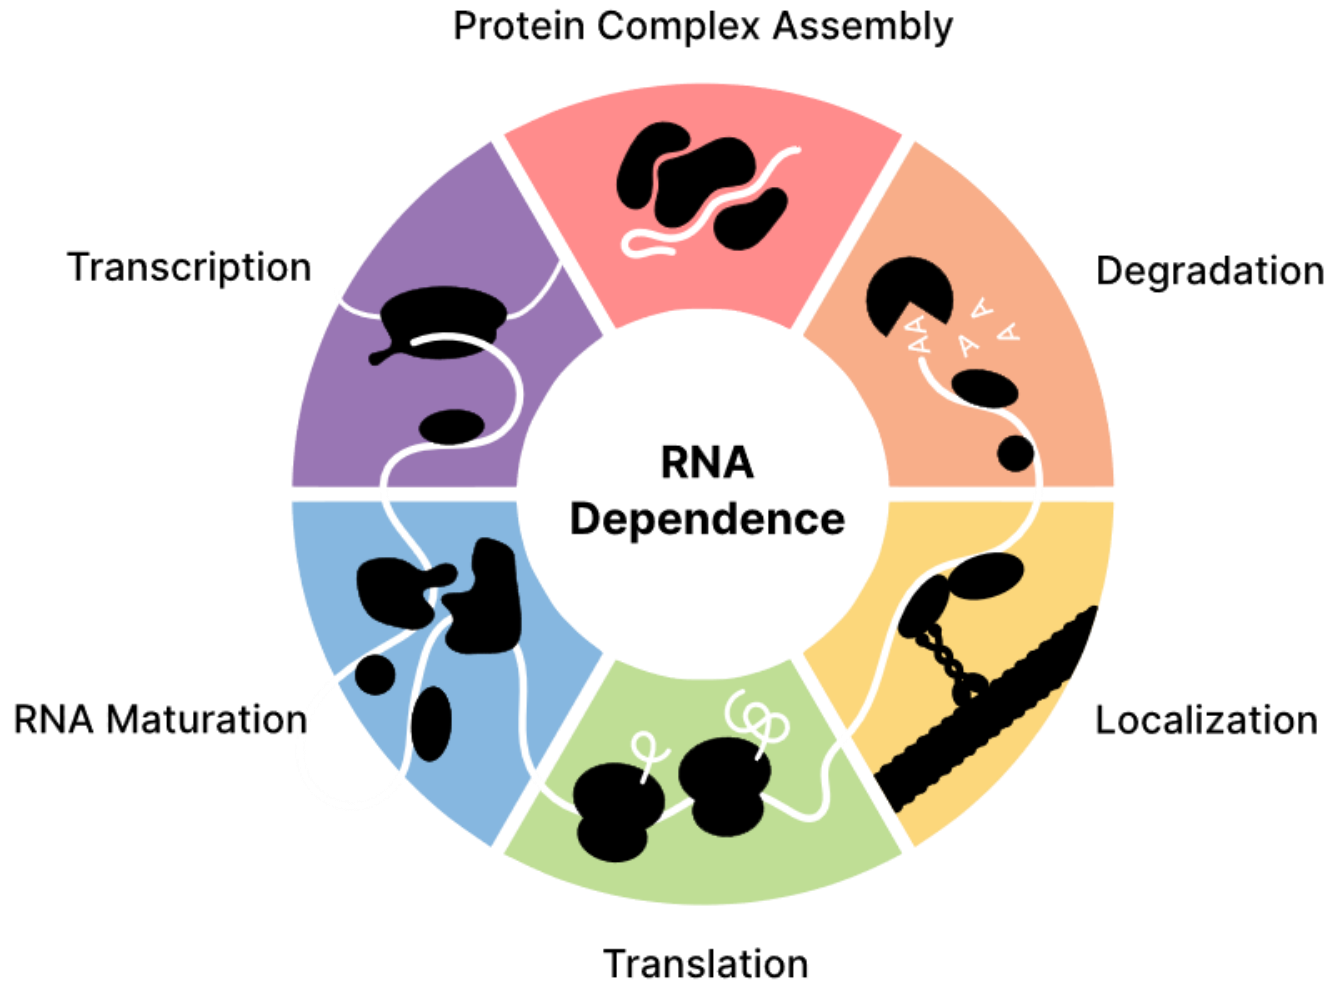 Protein Complex Assembly
Transcription
Degradation
A
A
A
A
A
RNA
Dependence
RNA Maturation
Localization
Translation